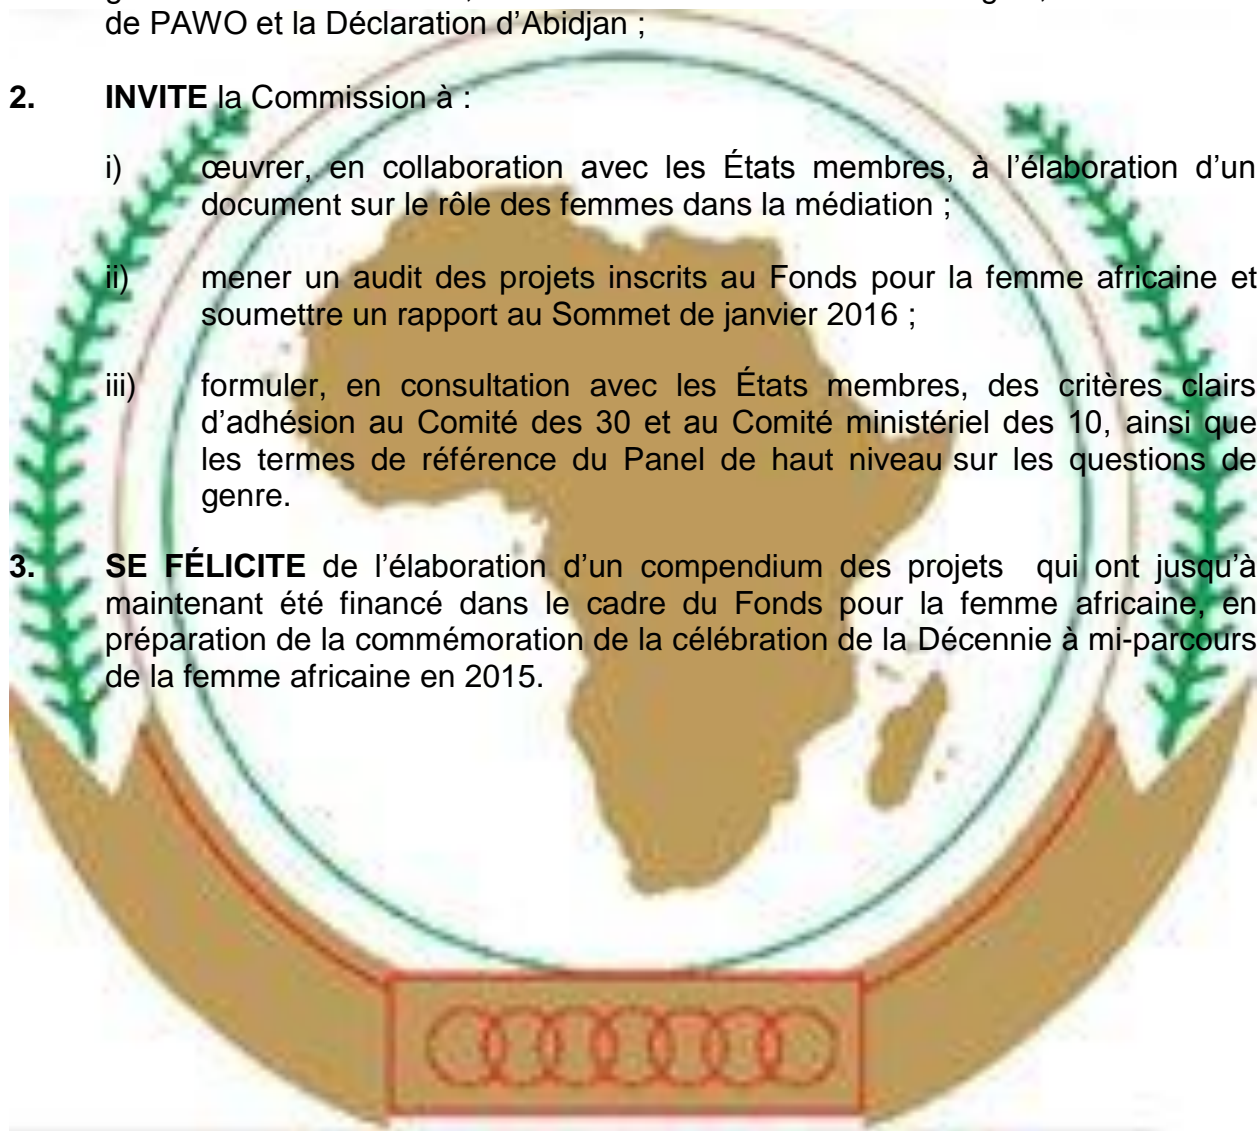 de PAWO et la Déclaration d’Abidjan ;
2. INVITE la Commission à :
i) œuvrer, en collaboration avec les États membres, à l’élaboration d’un
document sur le rôle des femmes dans la médiation ;
ii) mener un audit des projets inscrits au Fonds pour la femme africaine et
soumettre un rapport au Sommet de janvier 2016 ;
iii) formuler, en consultation avec les États membres, des critères clairs
d’adhésion au Comité des 30 et au Comité ministériel des 10, ainsi que
les termes de référence du Panel de haut niveau sur les questions de
genre.
3. SE FÉLICITE de l’élaboration d’un compendium des projets qui ont jusqu’à
maintenant été financé dans le cadre du Fonds pour la femme africaine, en
préparation de la commémoration de la célébration de la Décennie à mi-parcours
de la femme africaine en 2015.